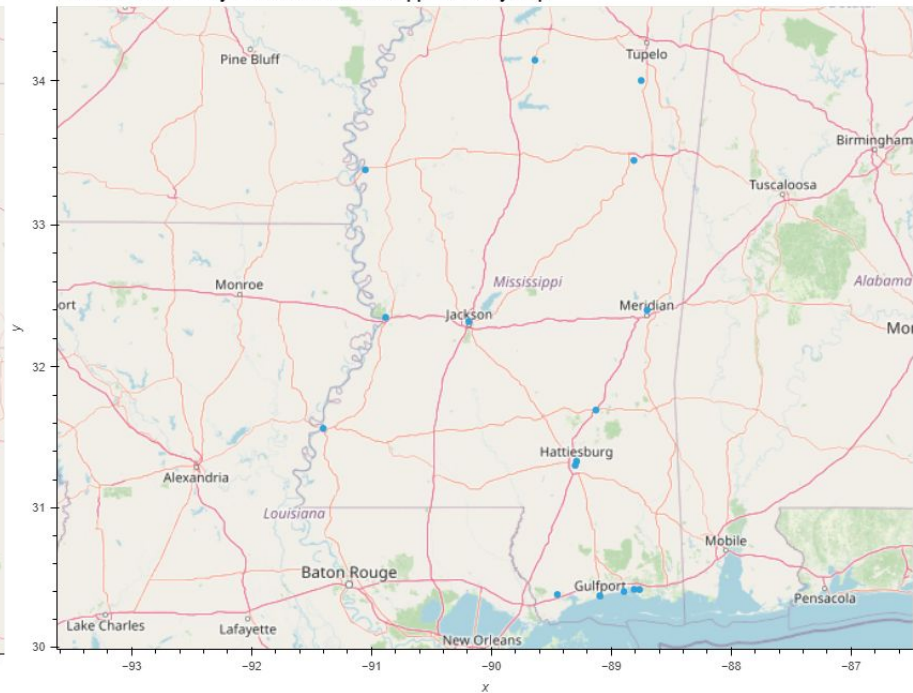 Pine Bluff
Tupelo
34
Birmingham
Tuscaloosa
33
Mississippi
Alabama
Monroe
ort
Jackson
Meridian
Mo
y
32
Hattiesburg
Alexandria
31
Louisiana
Mobile
Baton Rouge
Gulfport
Pensacola
Lake Charles
Lafayette
New Orleans
30
−93
−92
−91
−90
−89
−88
−87
x